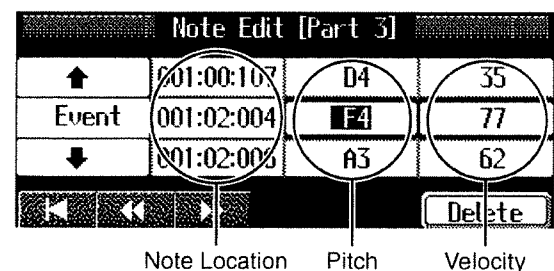 Note Edit [Part 3]
001:00:107 D4 35
Event 001:02:004 F4 77
001:02:006 A3 62
Delete
Note Location Pitch Velocity